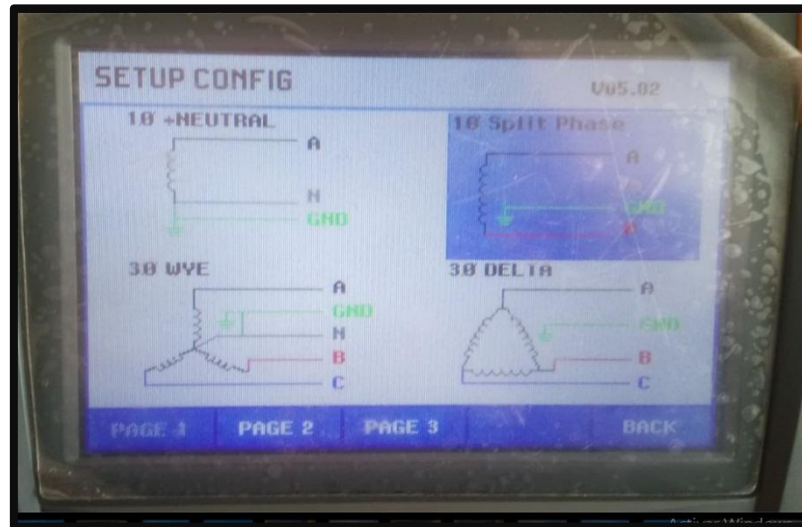 SETUP CONFIG
V05.02
1Ø +NEUTRAL
A
N
GND
1Ø Split Phase
A
N
GND
B
3Ø WYE
A
GND
N
B
C
3Ø DELTA
A
GND
B
C
PAGE 1 PAGE 2 PAGE 3 BACK